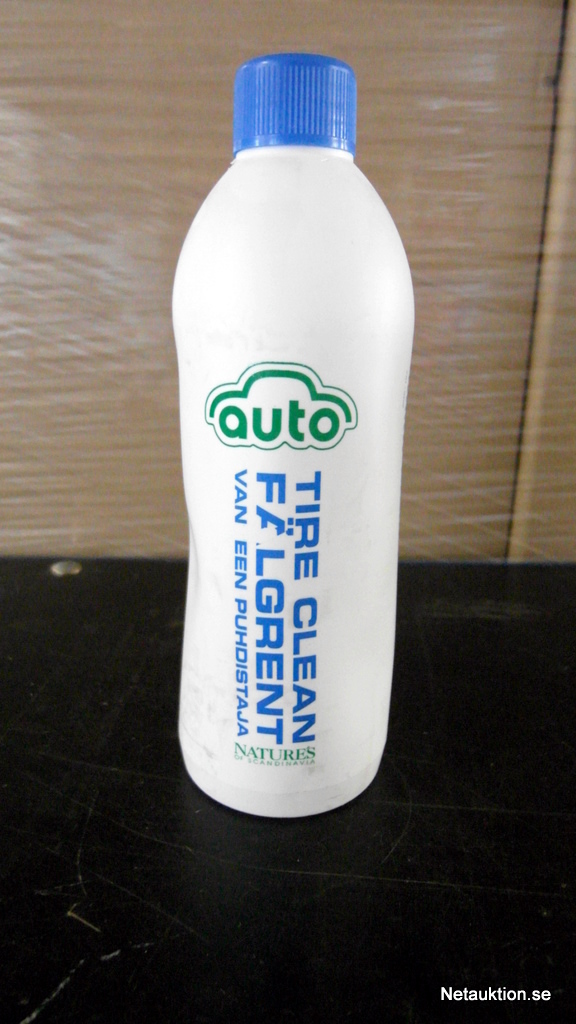 auto
TIRE CLEAN
FÄLGRENT
VAN EEN PUHDISTAJA
NATURES
OF SCANDINAVIA
Netauktion.se